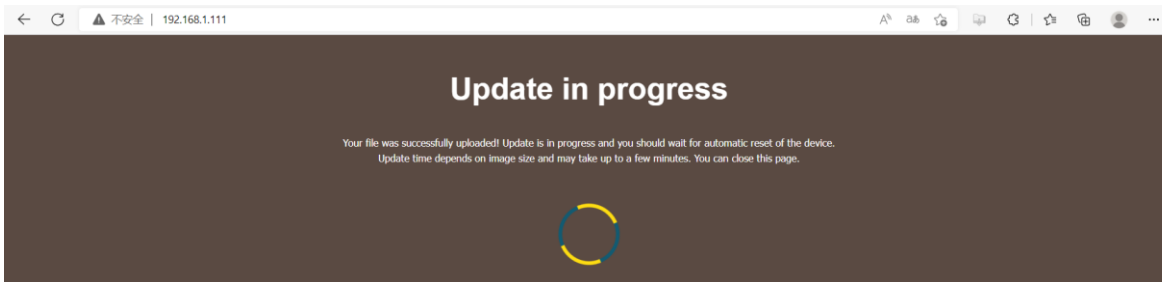 不安全 | 192.168.1.111
Update in progress
Your file was successfully uploaded! Update is in progress and you should wait for automatic reset of the device.
Update time depends on image size and may take up to a few minutes. You can close this page.